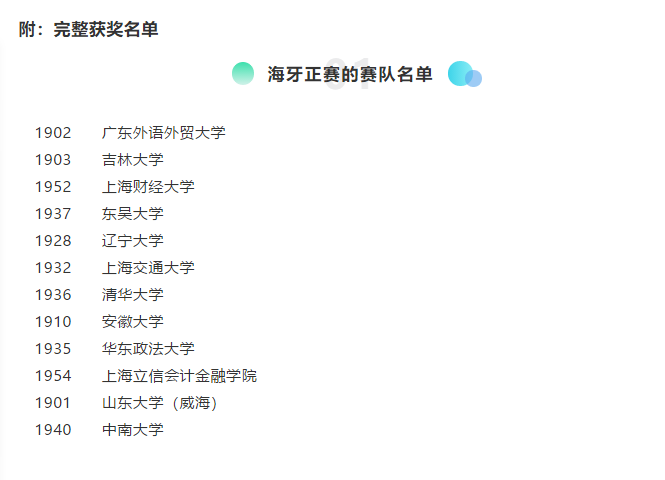 附：完整获奖名单
01
海牙正赛的赛队名单
1902 广东外语外贸大学
1903 吉林大学
1952 上海财经大学
1937 东吴大学
1928 辽宁大学
1932 上海交通大学
1936 清华大学
1910 安徽大学
1935 华东政法大学
1954 上海立信会计金融学院
1901 山东大学（威海）
1940 中南大学